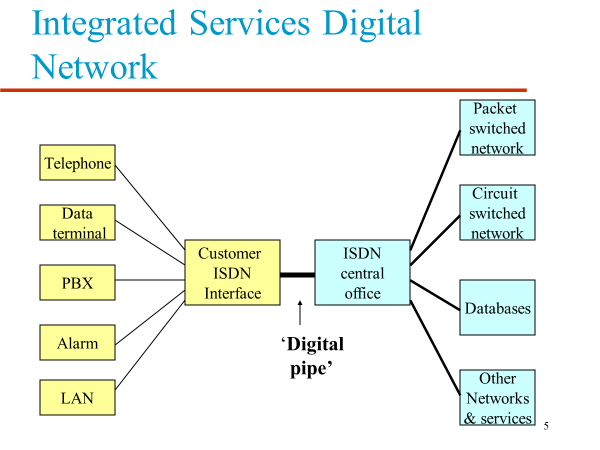 Integrated Services Digital
Network
Telephone
Data
terminal
PBX
Alarm
LAN
Customer
ISDN
Interface
ISDN
central
office
‘Digital
pipe’
Packet
switched
network
Circuit
switched
network
Databases
Other
Networks
& services
5